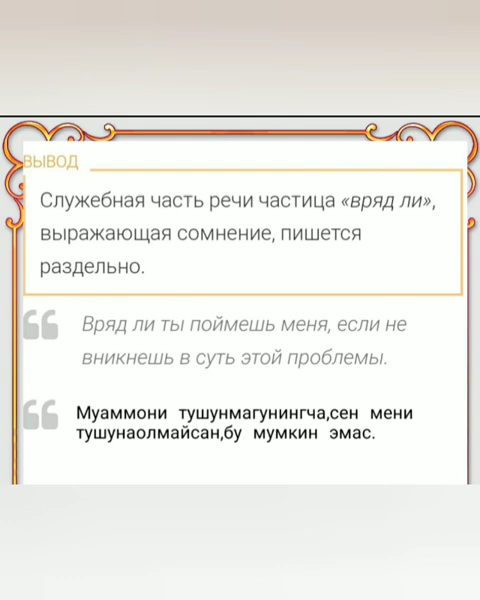 ВЫВОД
Служебная часть речи частица «вряд ли»,
выражающая сомнение, пишется
раздельно.
Вряд ли ты поймешь меня, если не
вникнешь в суть этой проблемы.
Муаммони тушунмагунингча,сен мени
тушунаолмайсан,бу мумкин эмас.